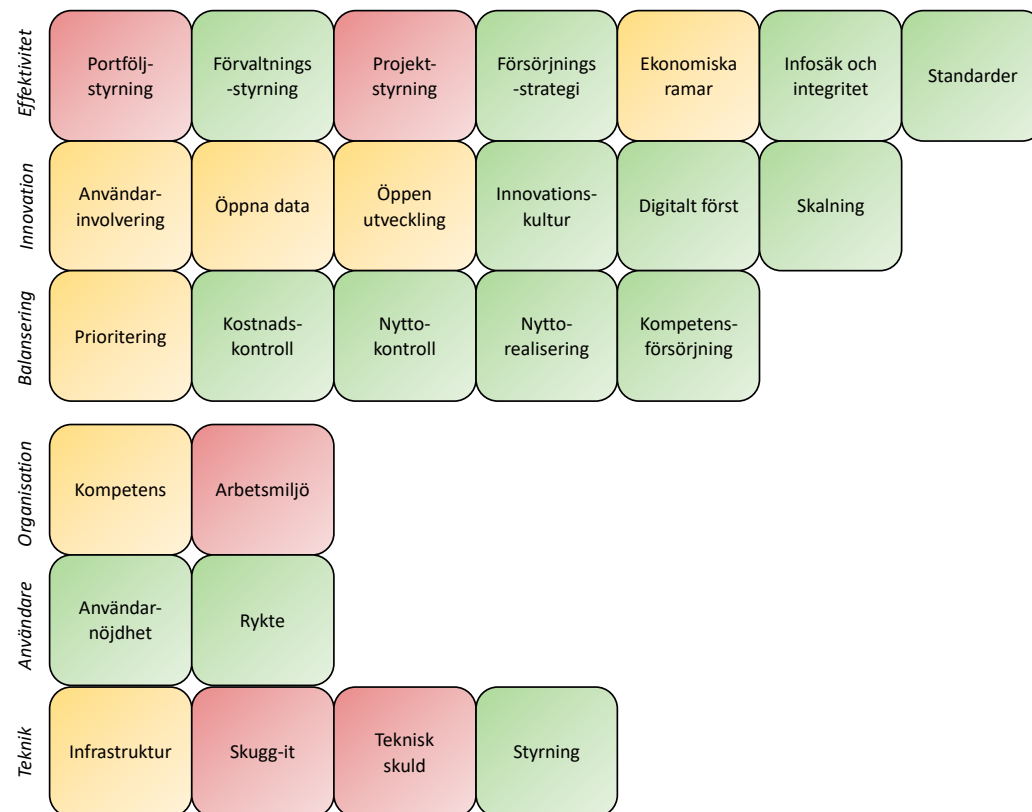 Effektivitet
Portfölj-
styrning
Förvaltnings
-styrning
Projekt-
styrning
Försörjnings
-strategi
Ekonomiska
ramar
Infosäk och
integritet
Standarder
Innovation
Användar-
involvering
Öppna data
Öppen
utveckling
Innovations-
kultur
Digitalt först
Skalning
Balansering
Prioritering
Kostnads-
kontroll
Nytto-
kontroll
Nytto-
realisering
Kompetens-
försörjning
Organisation
Kompetens
Arbetsmiljö
Användare
Användar-
nöjdhet
Rykte
Teknik
Infrastruktur
Skugg-it
Teknisk
skuld
Styrning